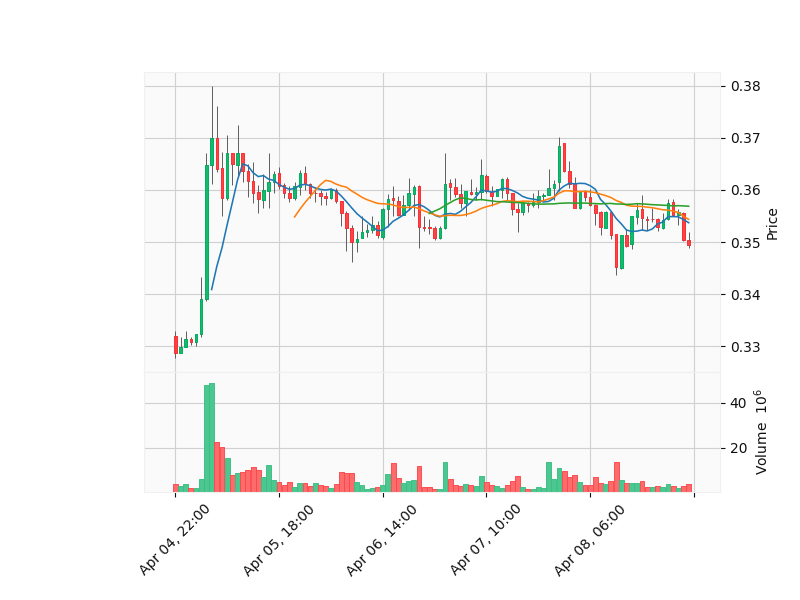 0.38
0.37
0.36
0.35
0.34
0.33
Price
40
20
Volume 10^6
Apr 04, 22:00
Apr 05, 18:00
Apr 06, 14:00
Apr 07, 10:00
Apr 08, 06:00